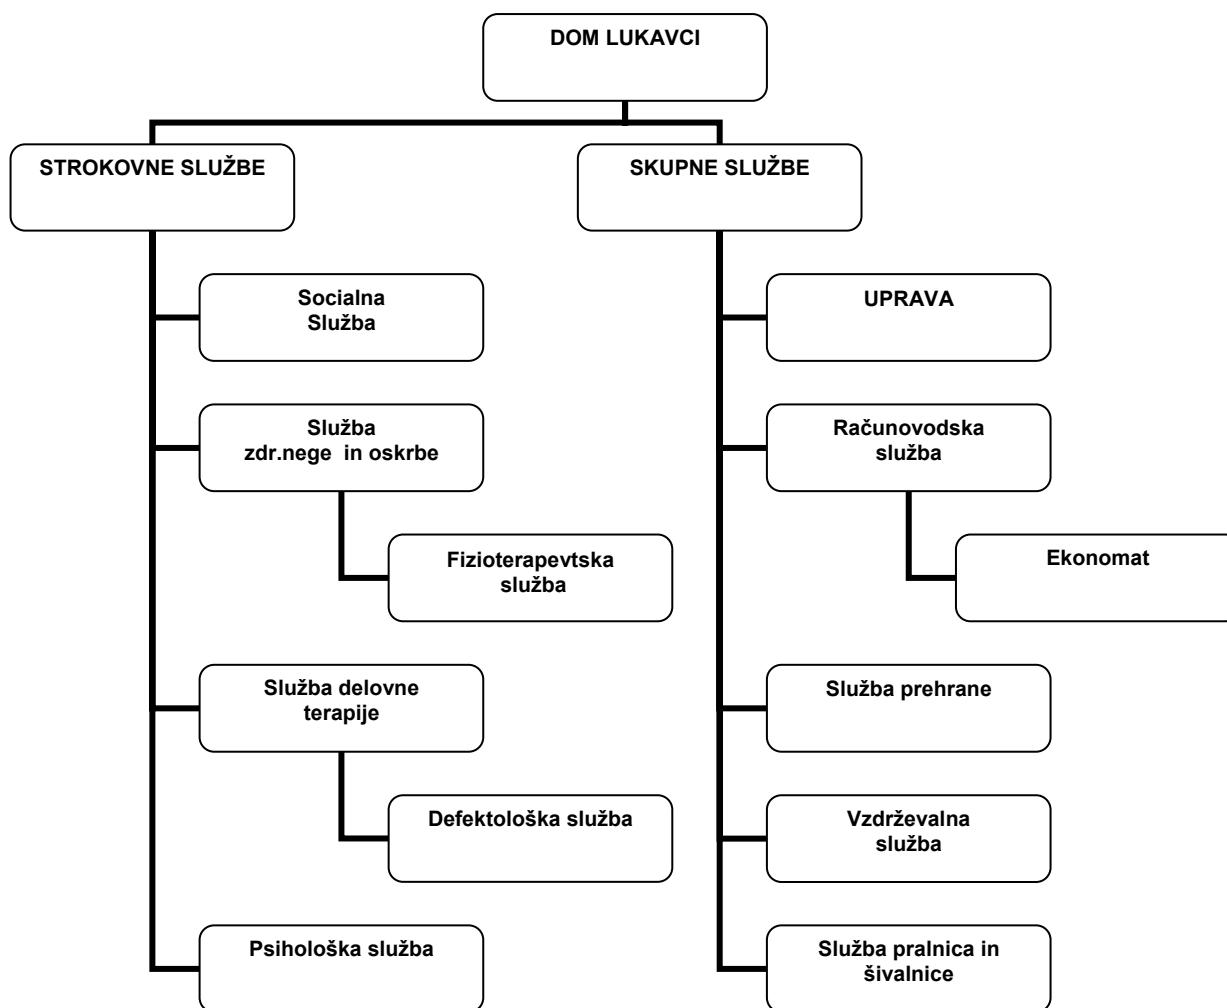 DOM LUKAVCI
STROKOVNE SLUŽBE
SKUPNE SLUŽBE
Socialna
Služba
UPRAVA
Služba
zdr.nege in oskrbe
Računovodska
služba
Fizioterapevtska
služba
Ekonomat
Služba delovne
terapije
Služba prehrane
Defektološka služba
Vzdrževalna
služba
Psihološka služba
Služba pralnica in
šivalnice